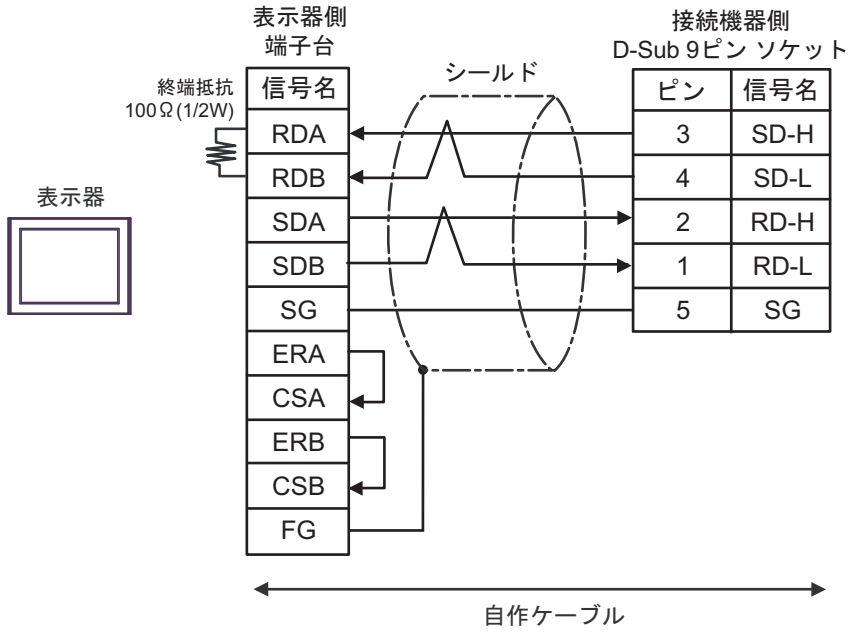 表示器側
端子台
接続機器側
D-Sub 9ピン ソケット
終端抵抗
100Ω(1/2W)
シールド
表示器
信号名
RDA
RDB
SDA
SDB
SG
ERA
CSA
ERB
CSB
FG
ピン 信号名
3 SD-H
4 SD-L
2 RD-H
1 RD-L
5 SG
自作ケーブル